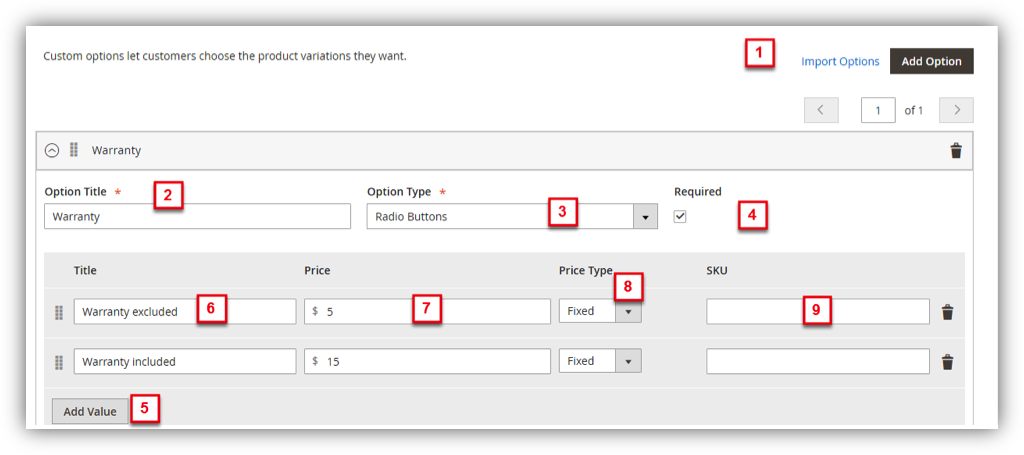 Custom options let customers choose the product variations they want.
1
Import Options
Add Option
1 of 1
Warranty
Option Title *
2
Option Type *
Required
Warranty
Radio Buttons
3
4
Title
Price
Price Type
SKU
8
Warranty excluded
6
$ 5
7
Fixed
9
Warranty included
$ 15
Fixed
Add Value
5